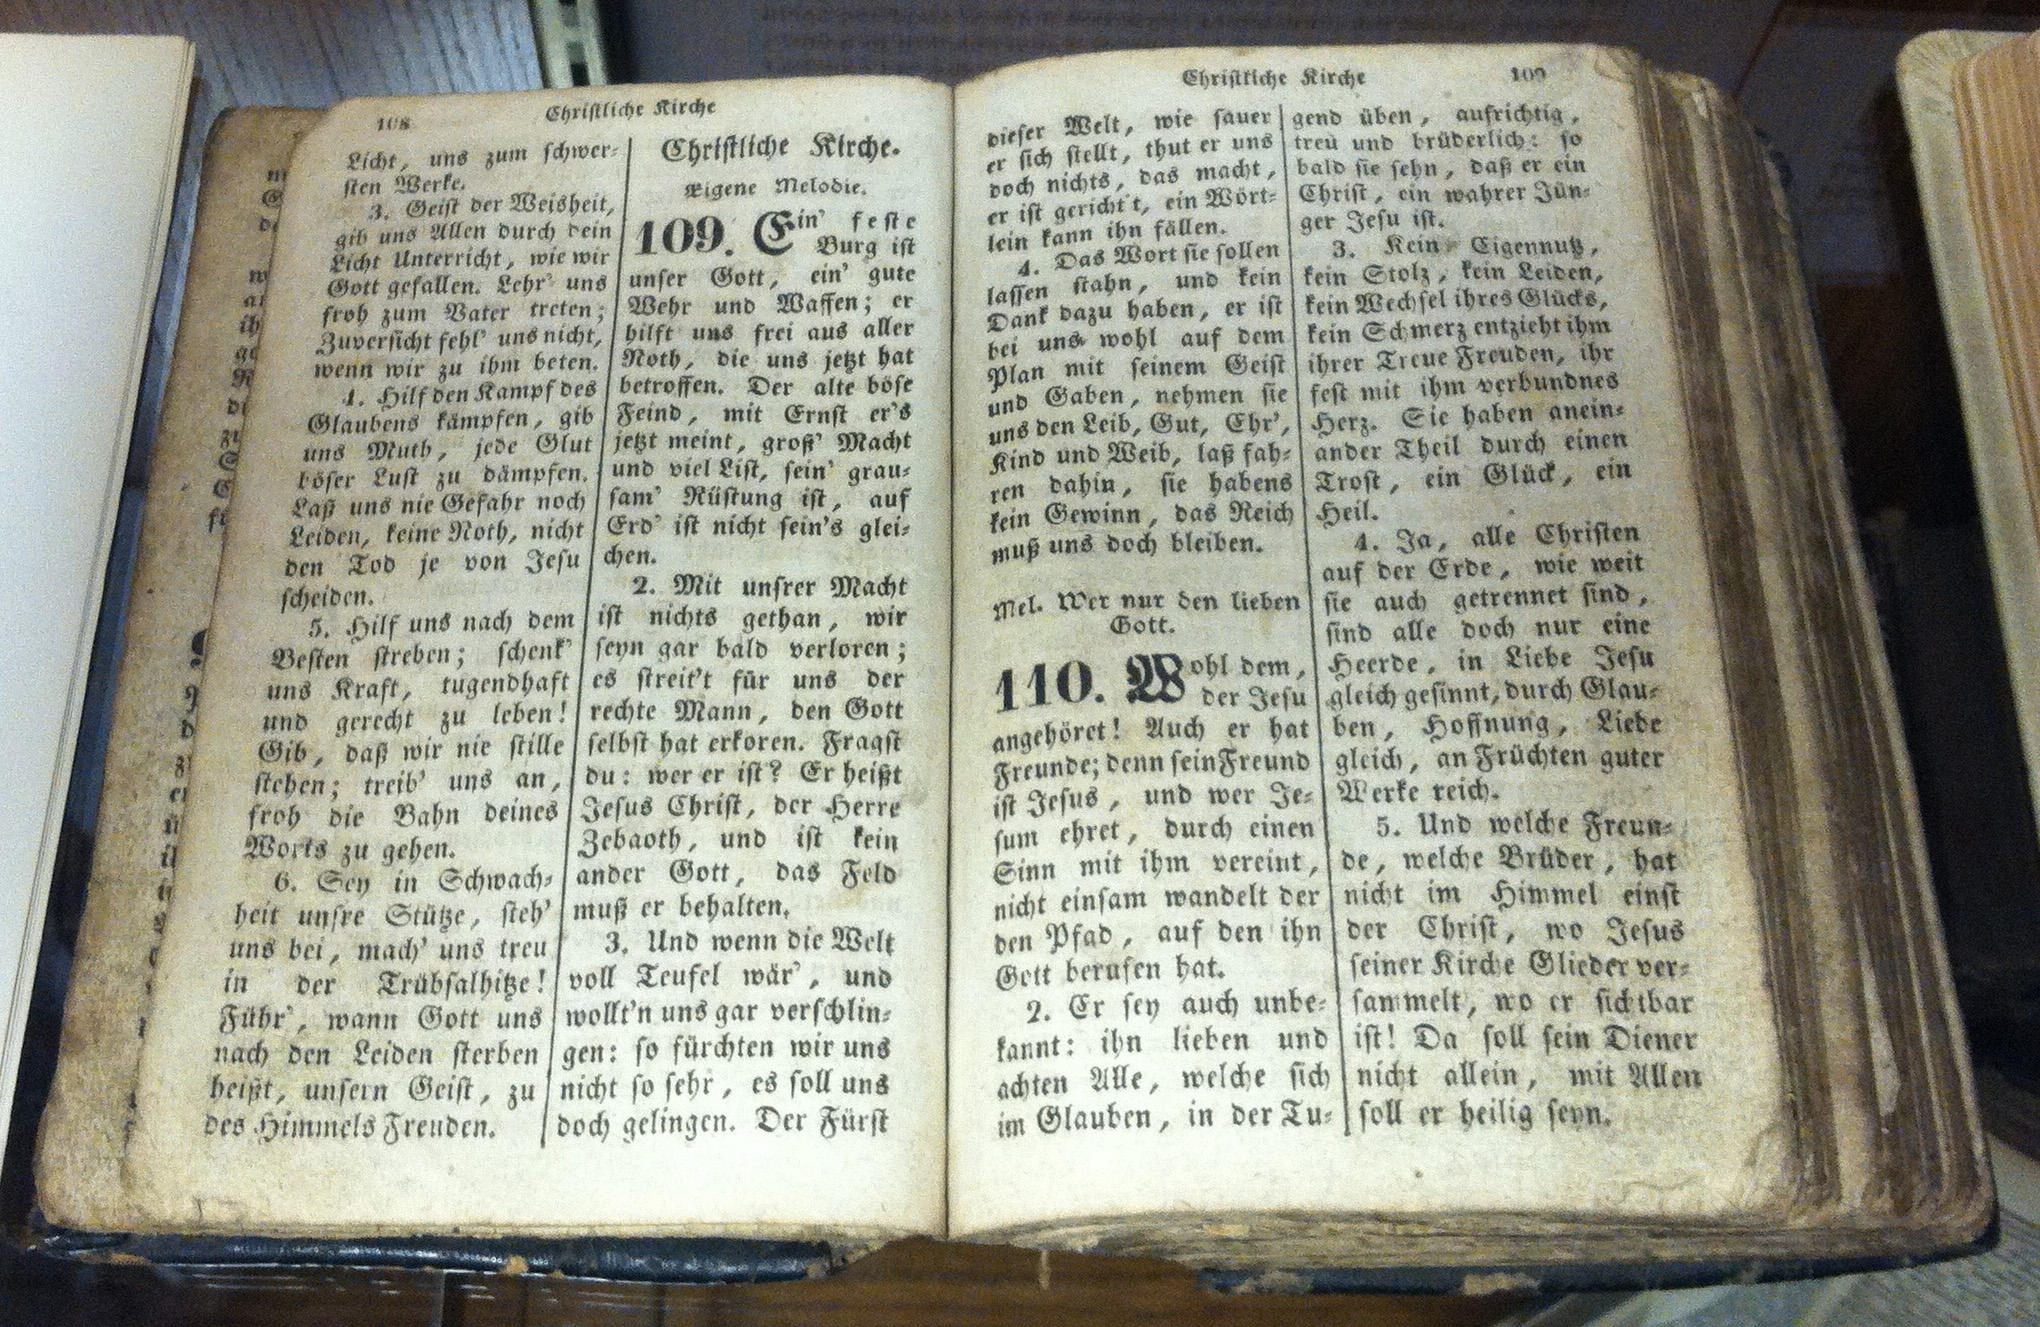 108
Christliche Kirche
Licht, uns zum schwer=
sten Werke.
3. Geist der Weisheit,
gib uns Allen durch dein
Licht Unterricht, wie wir
Gott gefallen. Lehr' uns
froh zum Vater treten;
Zuversicht fehl' uns nicht,
wenn wir zu ihm beten.
4. Hilf den Kampf des
Glaubens kämpfen, gib
uns Muth, jede Glut
böser Lust zu dämpfen.
Laß uns nie Gefahr noch
Leiden, keine Noth, nicht
den Tod je von Jesu
scheiden.
5. Hilf uns nach dem
Besten streben; schenk'
uns Kraft, tugendhaft
und gerecht zu leben!
Gib, daß wir nie stille
stehen; treib' uns an,
froh die Bahn deines
Worts zu gehen.
6. Sey in Schwach=
heit unsre Stütze, steh'
uns bei, mach' uns treu
in der Trübsalhitze!
Führ', wann Gott uns
nach den Leiden sterben
heißt, unsern Geist, zu
des Himmels Freuden.
Christliche Kirche.
Eigene Melodie.
109. Ein' feste
Burg ist
unser Gott, ein' gute
Wehr und Waffen; er
hilft uns frei aus aller
Noth, die uns jetzt hat
betroffen. Der alte böse
Feind, mit Ernst er's
jetzt meint, groß' Macht
und viel List, sein' grau=
sam' Rüstung ist, auf
Erd' ist nicht sein's glei=
chen.
2. Mit unsrer Macht
ist nichts gethan, wir
seyn gar bald verloren;
es streit't für uns der
rechte Mann, den Gott
selbst hat erkoren. Fragst
du: wer er ist? Er heißt
Jesus Christ, der Herre
Zebaoth, und ist kein
ander Gott, das Feld
muß er behalten.
3. Und wenn die Welt
voll Teufel wär', und
wollt'n uns gar verschlin=
gen: so fürchten wir uns
nicht so sehr, es soll uns
doch gelingen. Der Fürst
Christliche Kirche
109
dieser Welt, wie sauer
er sich stellt, thut er uns
doch nichts, das macht,
er ist gericht't, ein Wört=
lein kann ihn fällen.
4. Das Wort sie sollen
lassen stahn, und kein
Dank dazu haben, er ist
bei uns wohl auf dem
Plan mit seinem Geist
und Gaben, nehmen sie
uns den Leib, Gut, Ehr',
Kind und Weib, laß fah=
ren dahin, sie habens
kein Gewinn, das Reich
muß uns doch bleiben.
Mel. Wer nur den lieben
Gott.
110. Wohl dem,
der Jesu
angehöret! Auch er hat
Freunde; denn sein Freund
ist Jesus, und wer Je=
sum ehret, durch einen
Sinn mit ihm vereint,
nicht einsam wandelt der
den Pfad, auf den ihn
Gott berufen hat.
2. Er sey auch unbe=
kannt: ihn lieben und
achten Alle, welche sich
im Glauben, in der Tu=
gend üben, aufrichtig,
treu und brüderlich: so
bald sie sehn, daß er ein
Christ, ein wahrer Jün=
ger Jesu ist.
3. Kein Eigennutz,
kein Stolz, kein Leiden,
kein Wechsel ihres Glücks,
kein Schmerz entzieht ihm
ihrer Treue Freuden, ihr
fest mit ihm verbundnes
Herz. Sie haben anein=
ander Theil durch einen
Trost, ein Glück, ein
Heil.
4. Ja, alle Christen
auf der Erde, wie weit
sie auch getrennet sind,
sind alle doch nur eine
Heerde, in Liebe Jesu
gleich gesinnt, durch Glau=
ben, Hoffnung, Liebe
gleich, an Früchten guter
Werke reich.
5. Und welche Freun=
de, welche Brüder, hat
nicht im Himmel einst
der Christ, wo Jesus
seiner Kirche Glieder ver=
sammelt, wo er sichtbar
ist! Da soll sein Diener
nicht allein, mit Allen
soll er heilig seyn.